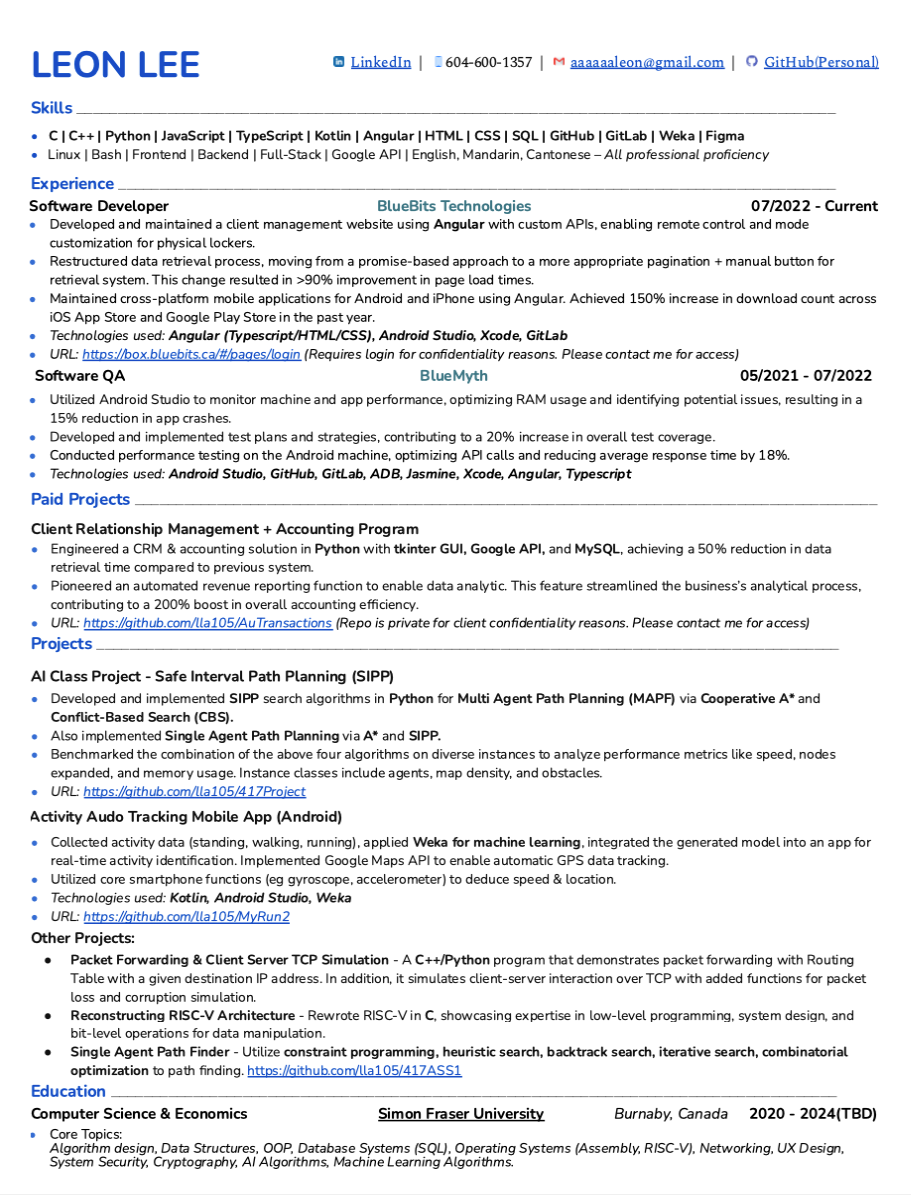 LEON LEE
LinkedIn | 604-600-1357 | aaaaaaleon@gmail.com | GitHub(Personal)
Skills
C | C++ | Python | JavaScript | TypeScript | Kotlin | Angular | HTML | CSS | SQL | GitHub | GitLab | Weka | Figma
Linux | Bash | Frontend | Backend | Full-Stack | Google API | English, Mandarin, Cantonese – All professional proficiency
Experience
Software Developer BlueBits Technologies 07/2022 - Current
Developed and maintained a client management website using Angular with custom APIs, enabling remote control and mode
customization for physical lockers.
Restructured data retrieval process, moving from a promise-based approach to a more appropriate pagination + manual button for
retrieval system. This change resulted in >90% improvement in page load times.
Maintained cross-platform mobile applications for Android and iPhone using Angular. Achieved 150% increase in download count across
iOS App Store and Google Play Store in the past year.
Technologies used: Angular (Typescript/HTML/CSS), Android Studio, Xcode, GitLab
URL: https://box.bluebits.ca/#/pages/login (Requires login for confidentiality reasons. Please contact me for access)
Software QA BlueMyth 05/2021 - 07/2022
Utilized Android Studio to monitor machine and app performance, optimizing RAM usage and identifying potential issues, resulting in a
15% reduction in app crashes.
Developed and implemented test plans and strategies, contributing to a 20% increase in overall test coverage.
Conducted performance testing on the Android machine, optimizing API calls and reducing average response time by 18%.
Technologies used: Android Studio, GitHub, GitLab, ADB, Jasmine, Xcode, Angular, Typescript
Paid Projects
Client Relationship Management + Accounting Program
Engineered a CRM & accounting solution in Python with tkinter GUI, Google API, and MySQL, achieving a 50% reduction in data
retrieval time compared to previous system.
Pioneered an automated revenue reporting function to enable data analytic. This feature streamlined the business's analytical process,
contributing to a 200% boost in overall accounting efficiency.
URL: https://github.com/lla105/AuTransactions (Repo is private for client confidentiality reasons. Please contact me for access)
Projects
AI Class Project - Safe Interval Path Planning (SIPP)
Developed and implemented SIPP search algorithms in Python for Multi Agent Path Planning (MAPF) via Cooperative A* and
Conflict-Based Search (CBS).
Also implemented Single Agent Path Planning via A* and SIPP.
Benchmarked the combination of the above four algorithms on diverse instances to analyze performance metrics like speed, nodes
expanded, and memory usage. Instance classes include agents, map density, and obstacles.
URL: https://github.com/lla105/417Project
Activity Audo Tracking Mobile App (Android)
Collected activity data (standing, walking, running), applied Weka for machine learning, integrated the generated model into an app for
real-time activity identification. Implemented Google Maps API to enable automatic GPS data tracking.
Utilized core smartphone functions (eg gyroscope, accelerometer) to deduce speed & location.
Technologies used: Kotlin, Android Studio, Weka
URL: https://github.com/lla105/MyRun2
Other Projects:
Packet Forwarding & Client Server TCP Simulation - A C++/Python program that demonstrates packet forwarding with Routing
Table with a given destination IP address. In addition, it simulates client-server interaction over TCP with added functions for packet
loss and corruption simulation.
Reconstructing RISC-V Architecture - Rewrote RISC-V in C, showcasing expertise in low-level programming, system design, and
bit-level operations for data manipulation.
Single Agent Path Finder - Utilize constraint programming, heuristic search, backtrack search, iterative search, combinatorial
optimization to path finding. https://github.com/lla105/417ASS1
Education
Computer Science & Economics Simon Fraser University Burnaby, Canada 2020 - 2024(TBD)
Core Topics:
Algorithm design, Data Structures, OOP, Database Systems (SQL), Operating Systems (Assembly, RISC-V), Networking, UX Design,
System Security, Cryptography, AI Algorithms, Machine Learning Algorithms.